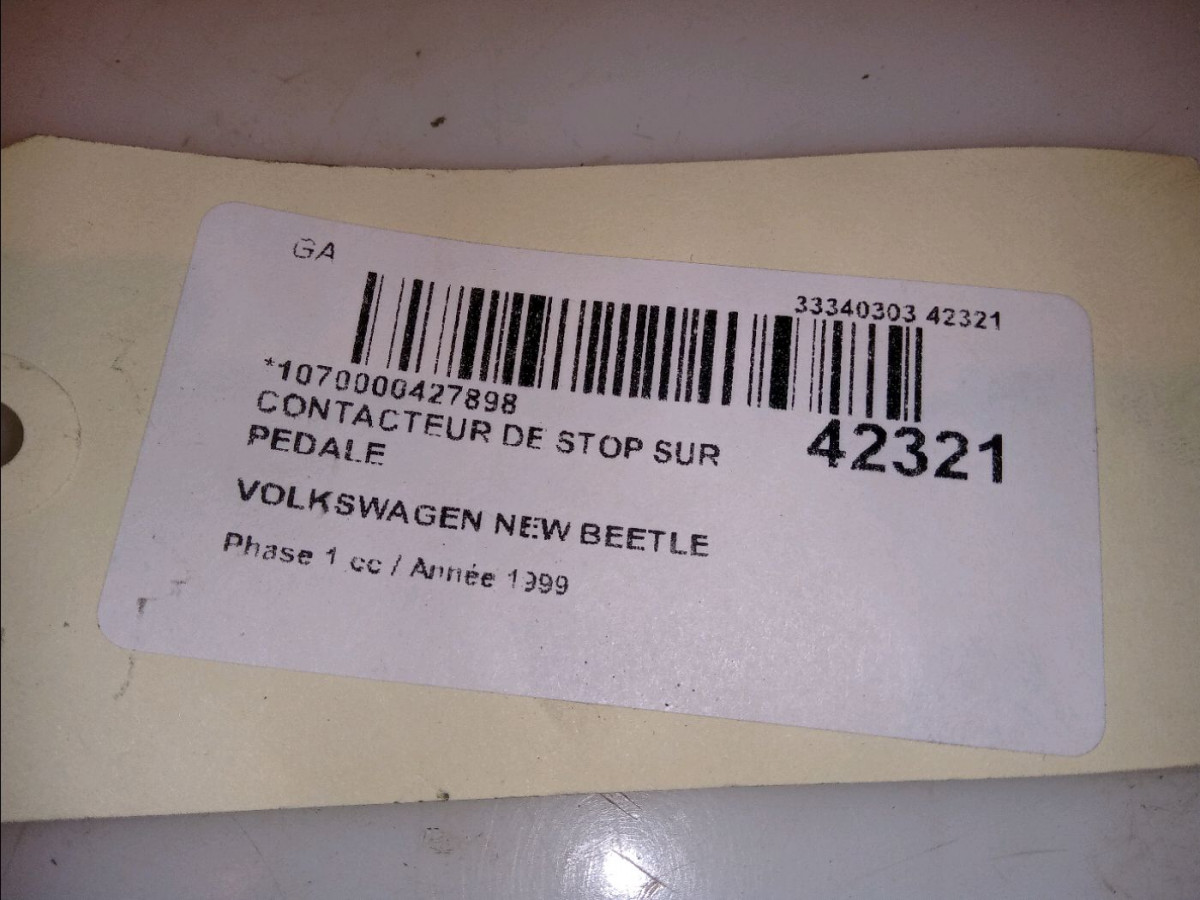 GA
33340303 42321
*1070000427898
CONTACTEUR DE STOP SUR
PEDALE
42321
VOLKSWAGEN NEW BEETLE
Phase 1 cc / Année 1999